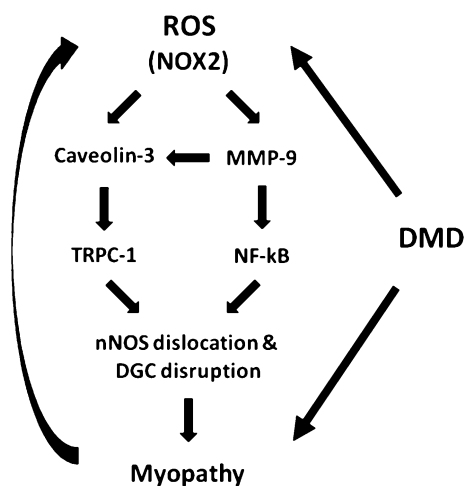 ROS
(NOX2)
Caveolin-3
MMP-9
DMD
TRPC-1
NF-kB
nNOS dislocation &
DGC disruption
Myopathy